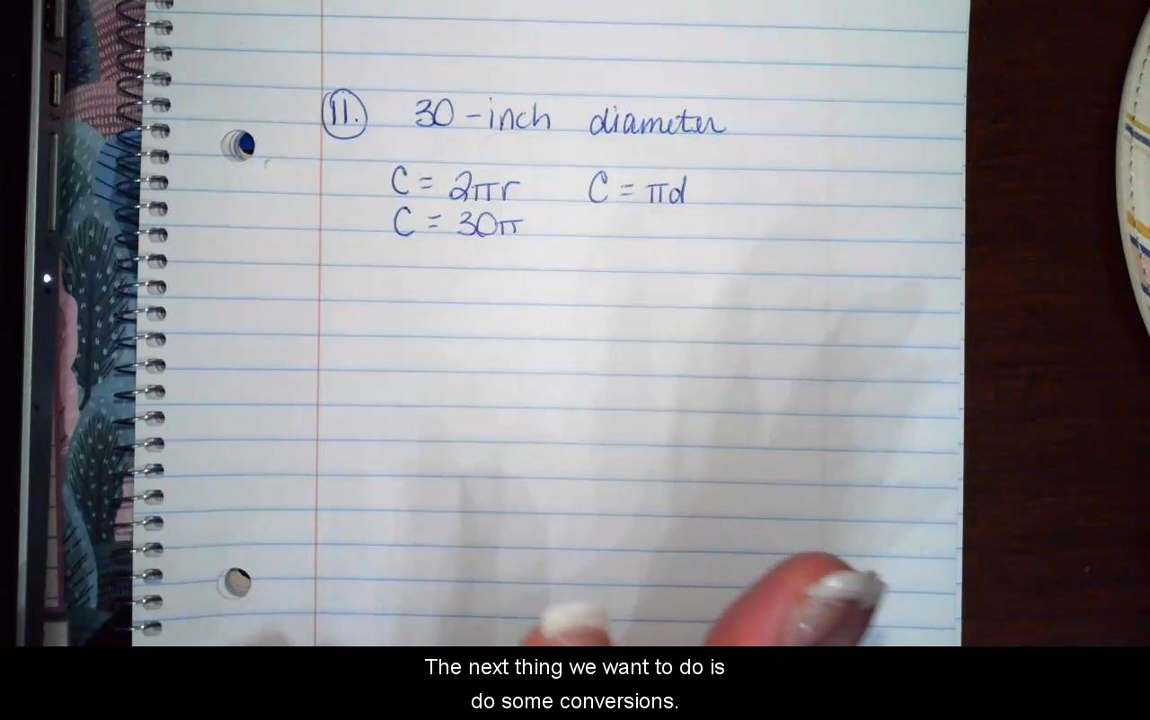 11. 30-inch diameter
C = 2πr C = πd
C = 30π
The next thing we want to do is
do some conversions.